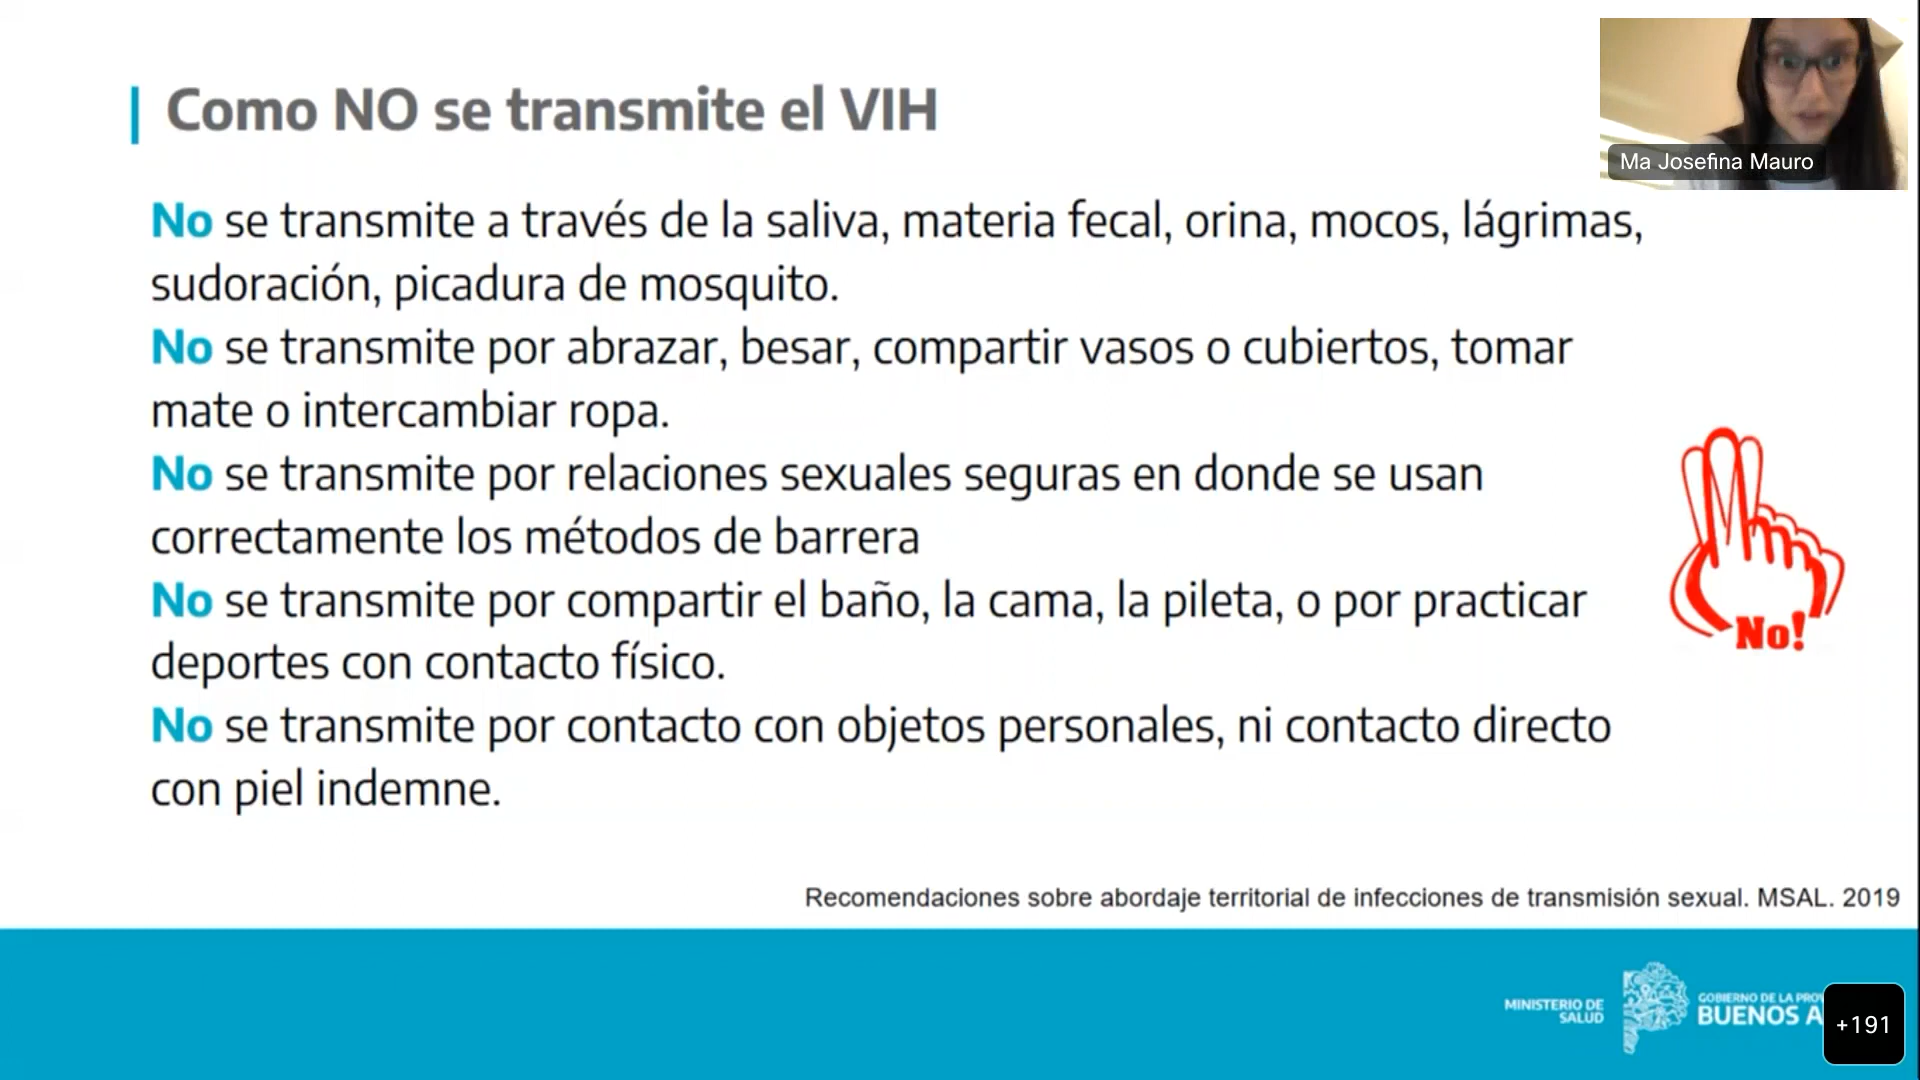 Como NO se transmite el VIH
Ma Josefina Mauro
No se transmite a través de la saliva, materia fecal, orina, mocos, lágrimas,
sudoración, picadura de mosquito.
No se transmite por abrazar, besar, compartir vasos o cubiertos, tomar
mate o intercambiar ropa.
No se transmite por relaciones sexuales seguras en donde se usan
correctamente los métodos de barrera
No se transmite por compartir el baño, la cama, la pileta, o por practicar
deportes con contacto físico.
No se transmite por contacto con objetos personales, ni contacto directo
con piel indemne.
No!
Recomendaciones sobre abordaje territorial de infecciones de transmisión sexual. MSAL. 2019
MINISTERIO DE
SALUD
GOBIERNO DE LA PROV
BUENOS A
+191